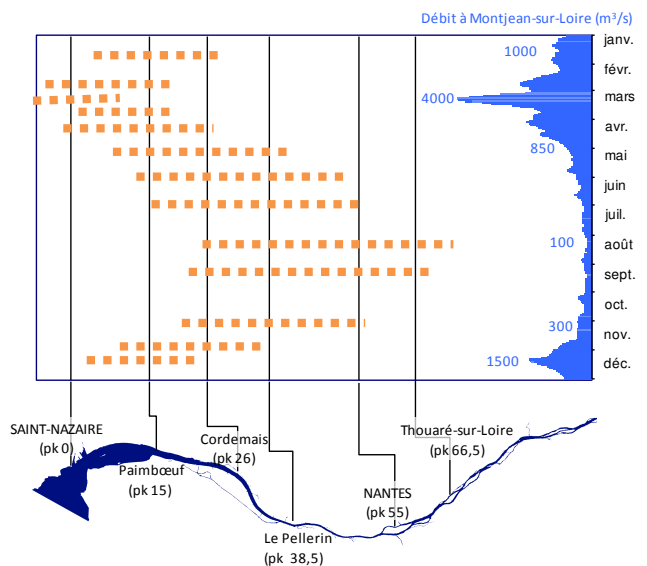 Débit à Montjean-sur-Loire (m³/s)
janv.
1000
févr.
4000
mars
avr.
850
mai
juin
juil.
100
août
sept.
oct.
300
nov.
1500
déc.
SAINT-NAZAIRE
(pk 0)
Paimbœuf
(pk 15)
Cordemais
(pk 26)
Le Pellerin
(pk 38,5)
NANTES
(pk 55)
Thouaré-sur-Loire
(pk 66,5)